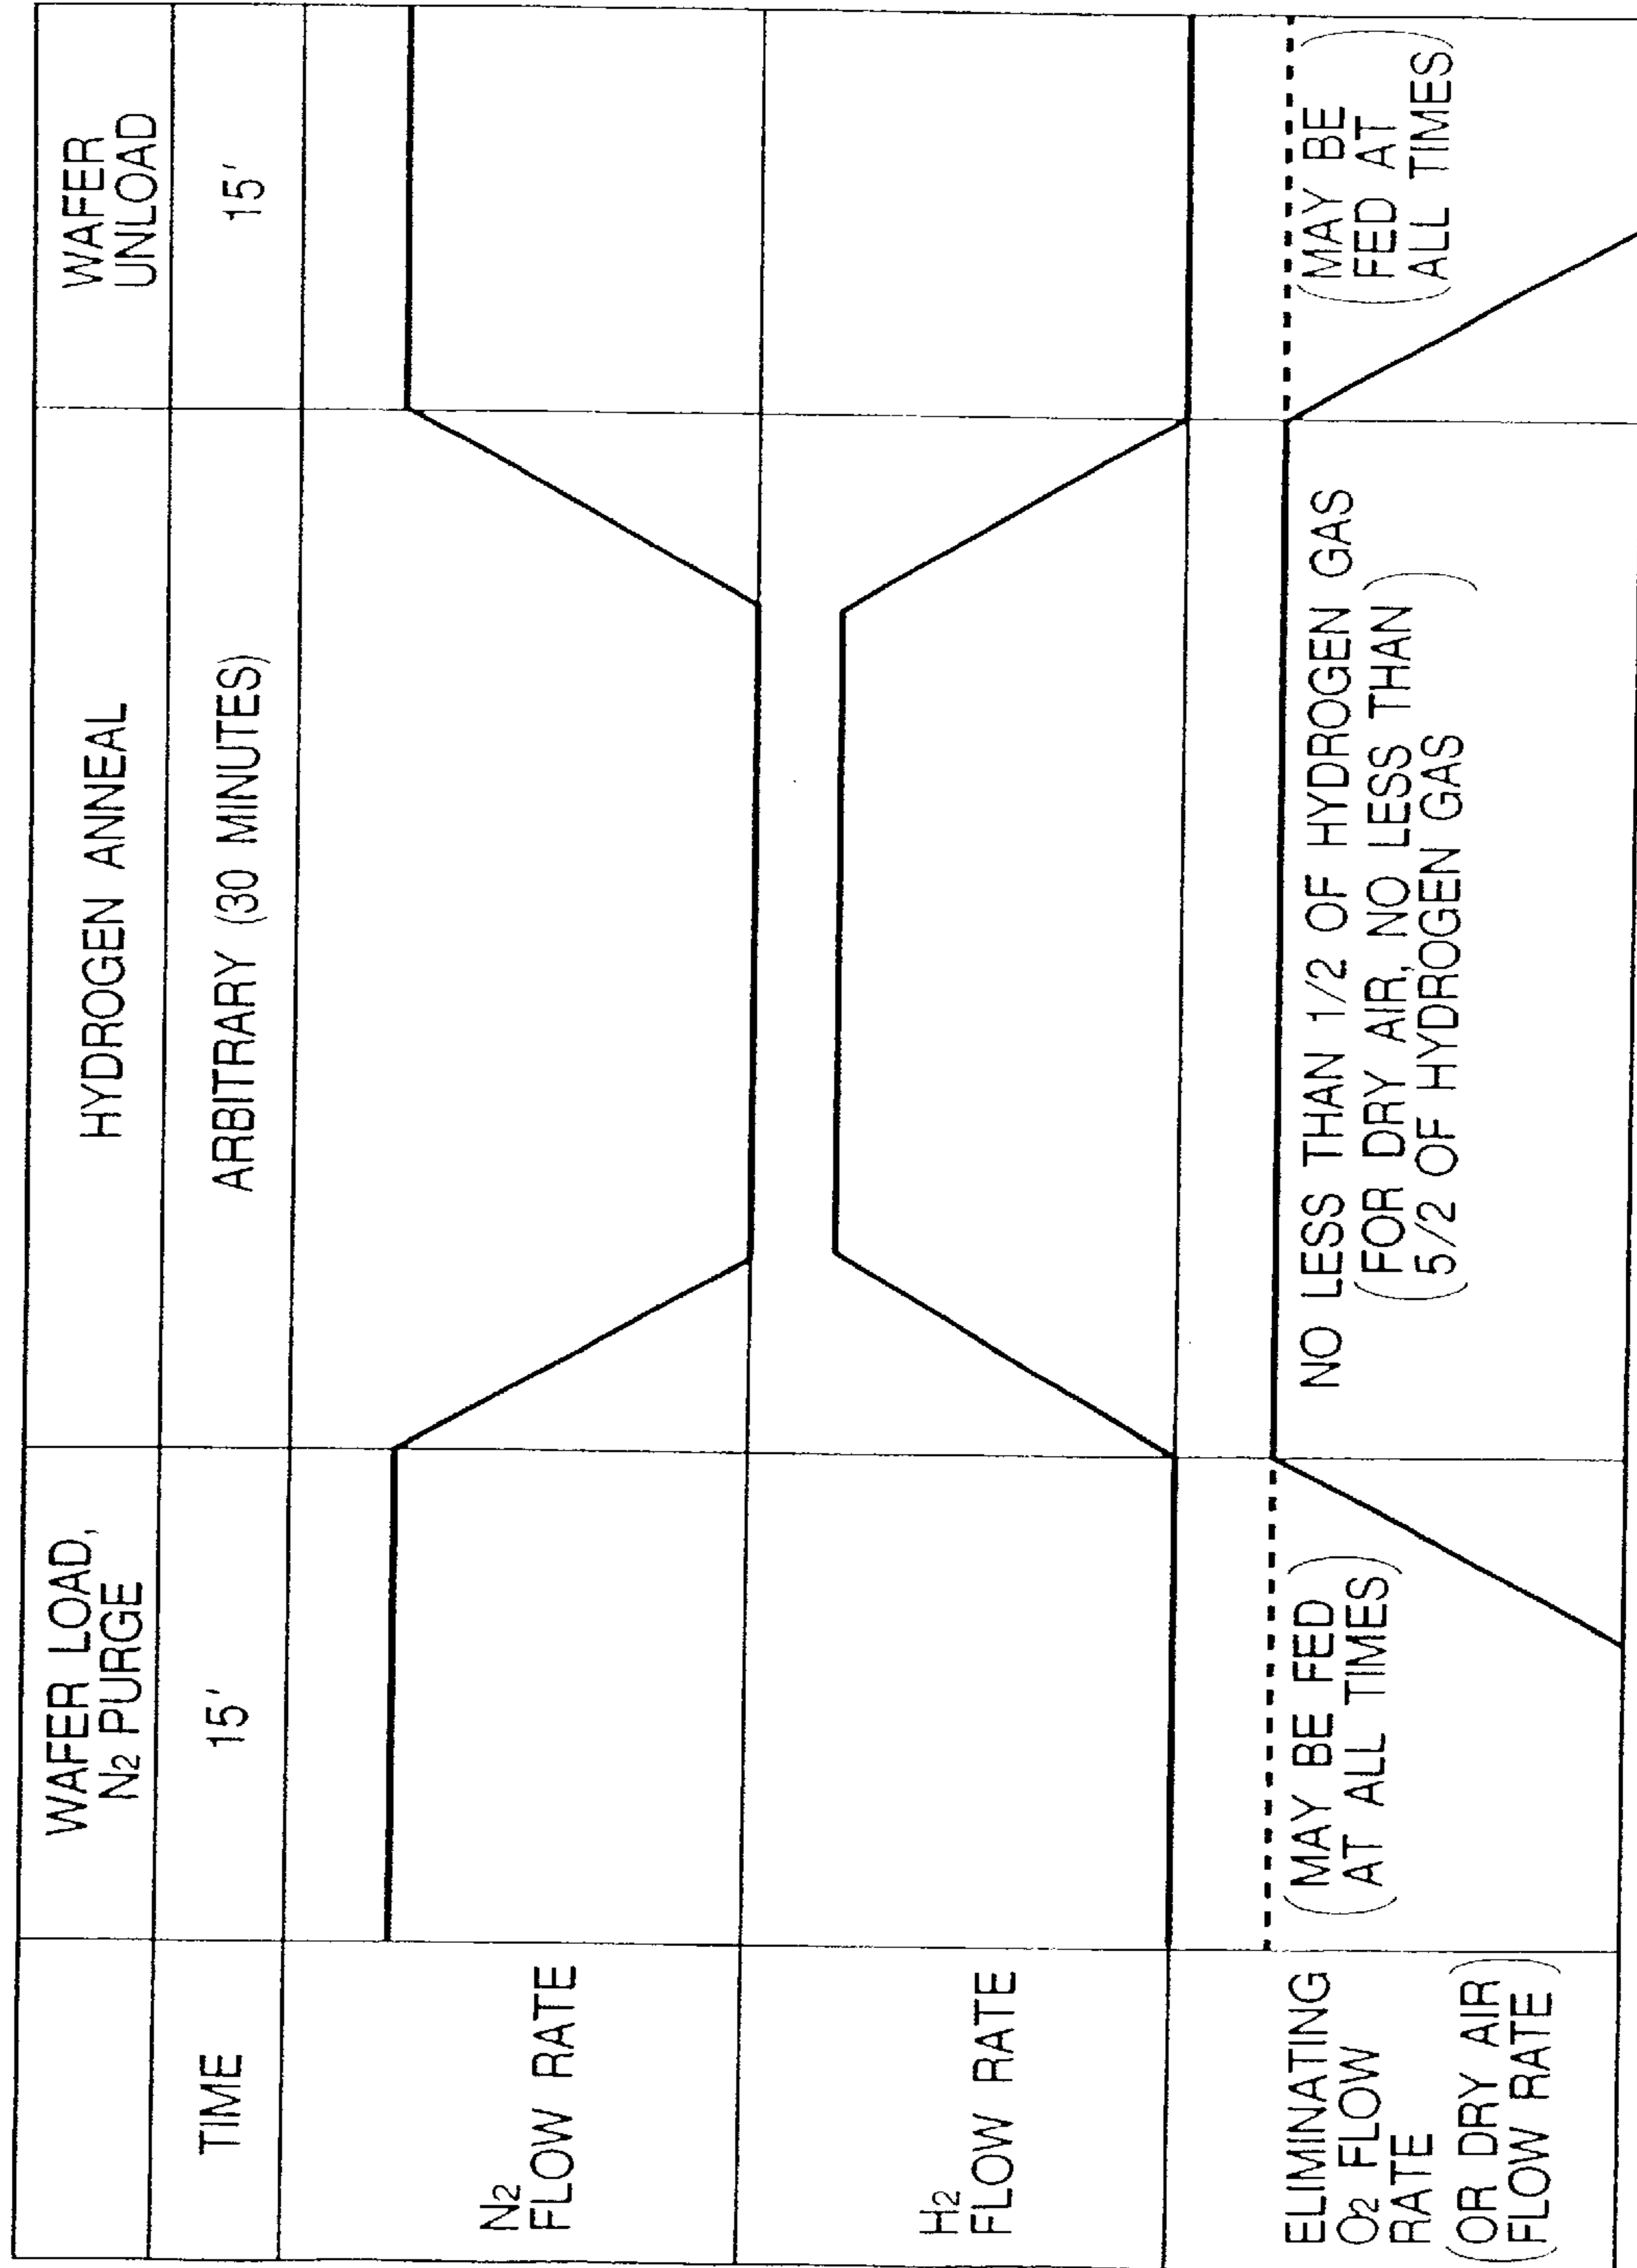 WAFER LOAD,
N2 PURGE
HYDROGEN ANNEAL
WAFER
UNLOAD
TIME
15'
ARBITRARY (30 MINUTES)
15'
N2
FLOW RATE
H2
FLOW RATE
ELIMINATING
O2 FLOW
RATE
(OR DRY AIR
FLOW RATE)
(MAY BE FED
AT ALL TIMES)
NO LESS THAN 1/2 OF HYDROGEN GAS
(FOR DRY AIR, NO LESS THAN
5/2 OF HYDROGEN GAS)
(MAY BE
FED AT
ALL TIMES)